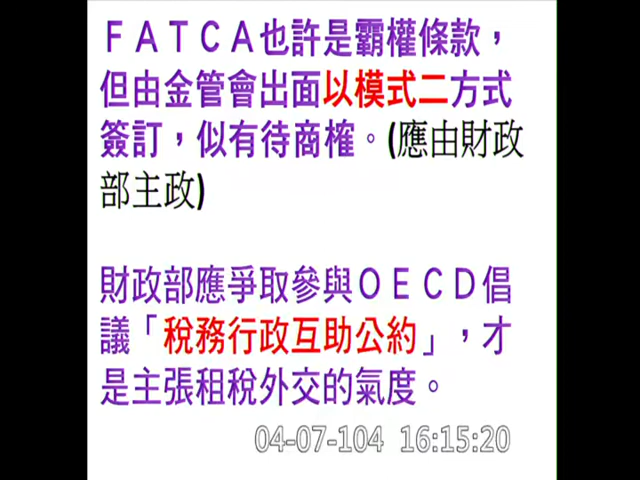 ＦＡＴＣＡ也許是霸權條款，
但由金管會出面以模式二方式
簽訂，似有待商榷。(應由財政
部主政)
財政部應爭取參與ＯＥＣＤ倡
議「稅務行政互助公約」，才
是主張租稅外交的氣度。
04-07-104 16:15:20